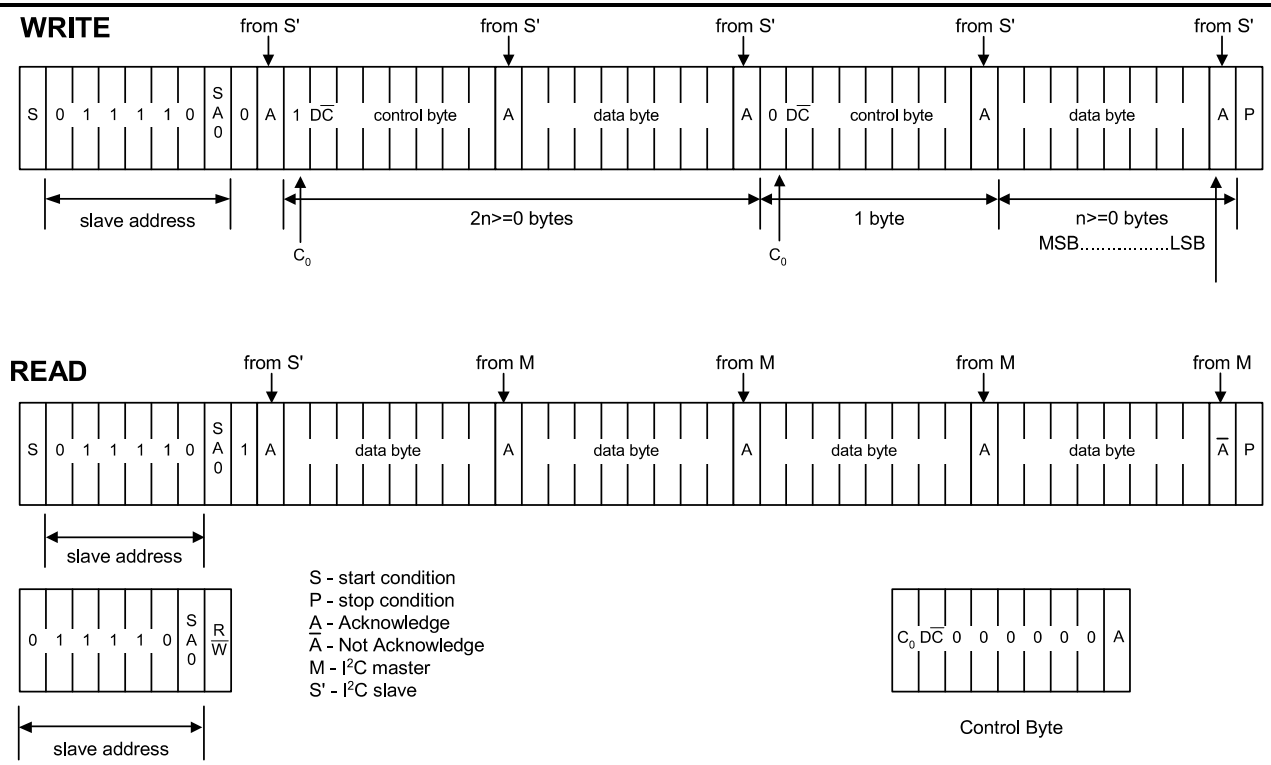 WRITE
from S' from S' from S' from S' from S'
S 0 1 1 1 1 0 SA0 0 A 1 DC̅ control byte A data byte A 0 DC̅ control byte A data byte A P
slave address 2n>=0 bytes 1 byte n>=0 bytes
MSB..................LSB
C₀ C₀
READ
from S' from M from M from M from M
S 0 1 1 1 1 0 SA0 1 A data byte A data byte A data byte A data byte A̅ P
slave address
S - start condition
P - stop condition
A - Acknowledge
A̅ - Not Acknowledge
M - I²C master
S' - I²C slave
0 1 1 1 1 0 SA0 R/W̅
slave address
C₀ DC̅ 0 0 0 0 0 0 A
Control Byte